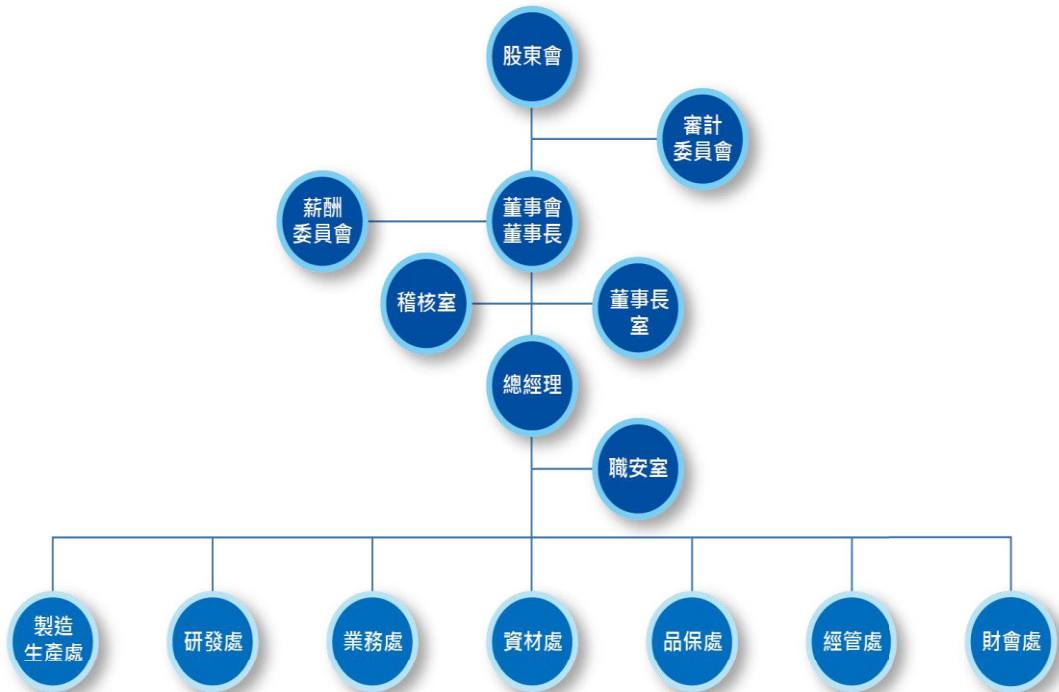 股東會
審計
委員會
薪酬
委員會
董事會
董事長
稽核室
董事長
室
總經理
職安室
製造
生產處
研發處
業務處
資材處
品保處
經管處
財會處